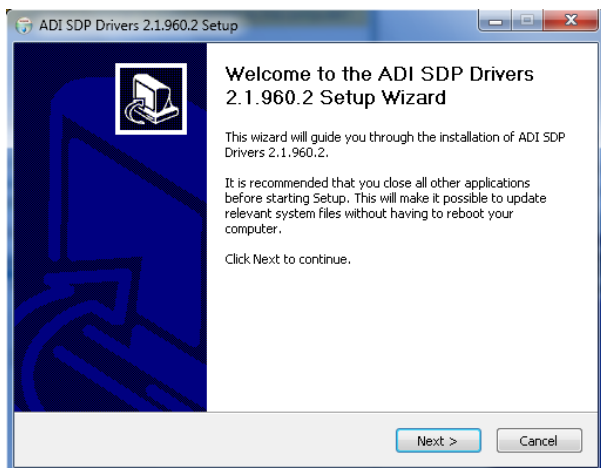 ADI SDP Drivers 2.1.960.2 Setup
Welcome to the ADI SDP Drivers
2.1.960.2 Setup Wizard
This wizard will guide you through the installation of ADI SDP
Drivers 2.1.960.2.
It is recommended that you close all other applications
before starting Setup. This will make it possible to update
relevant system files without having to reboot your
computer.
Click Next to continue.
Next >
Cancel